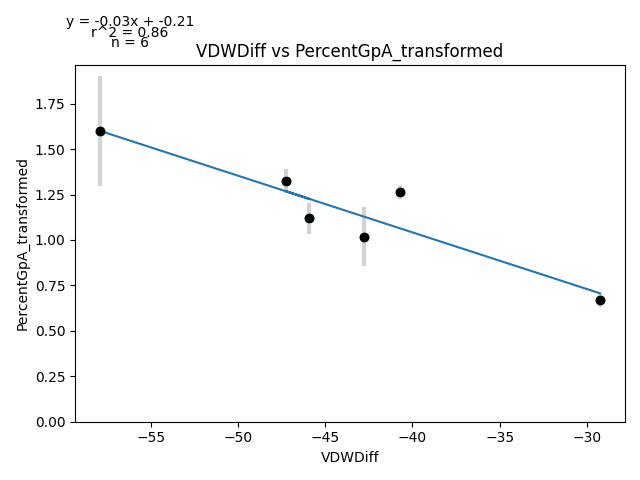 y = -0.03x + -0.21
r^2 = 0.86
n = 6
VDWDiff vs PercentGpA_transformed
PercentGpA_transformed
1.75
1.50
1.25
1.00
0.75
0.50
0.25
0.00
−55
−50
−45
−40
−35
−30
VDWDiff